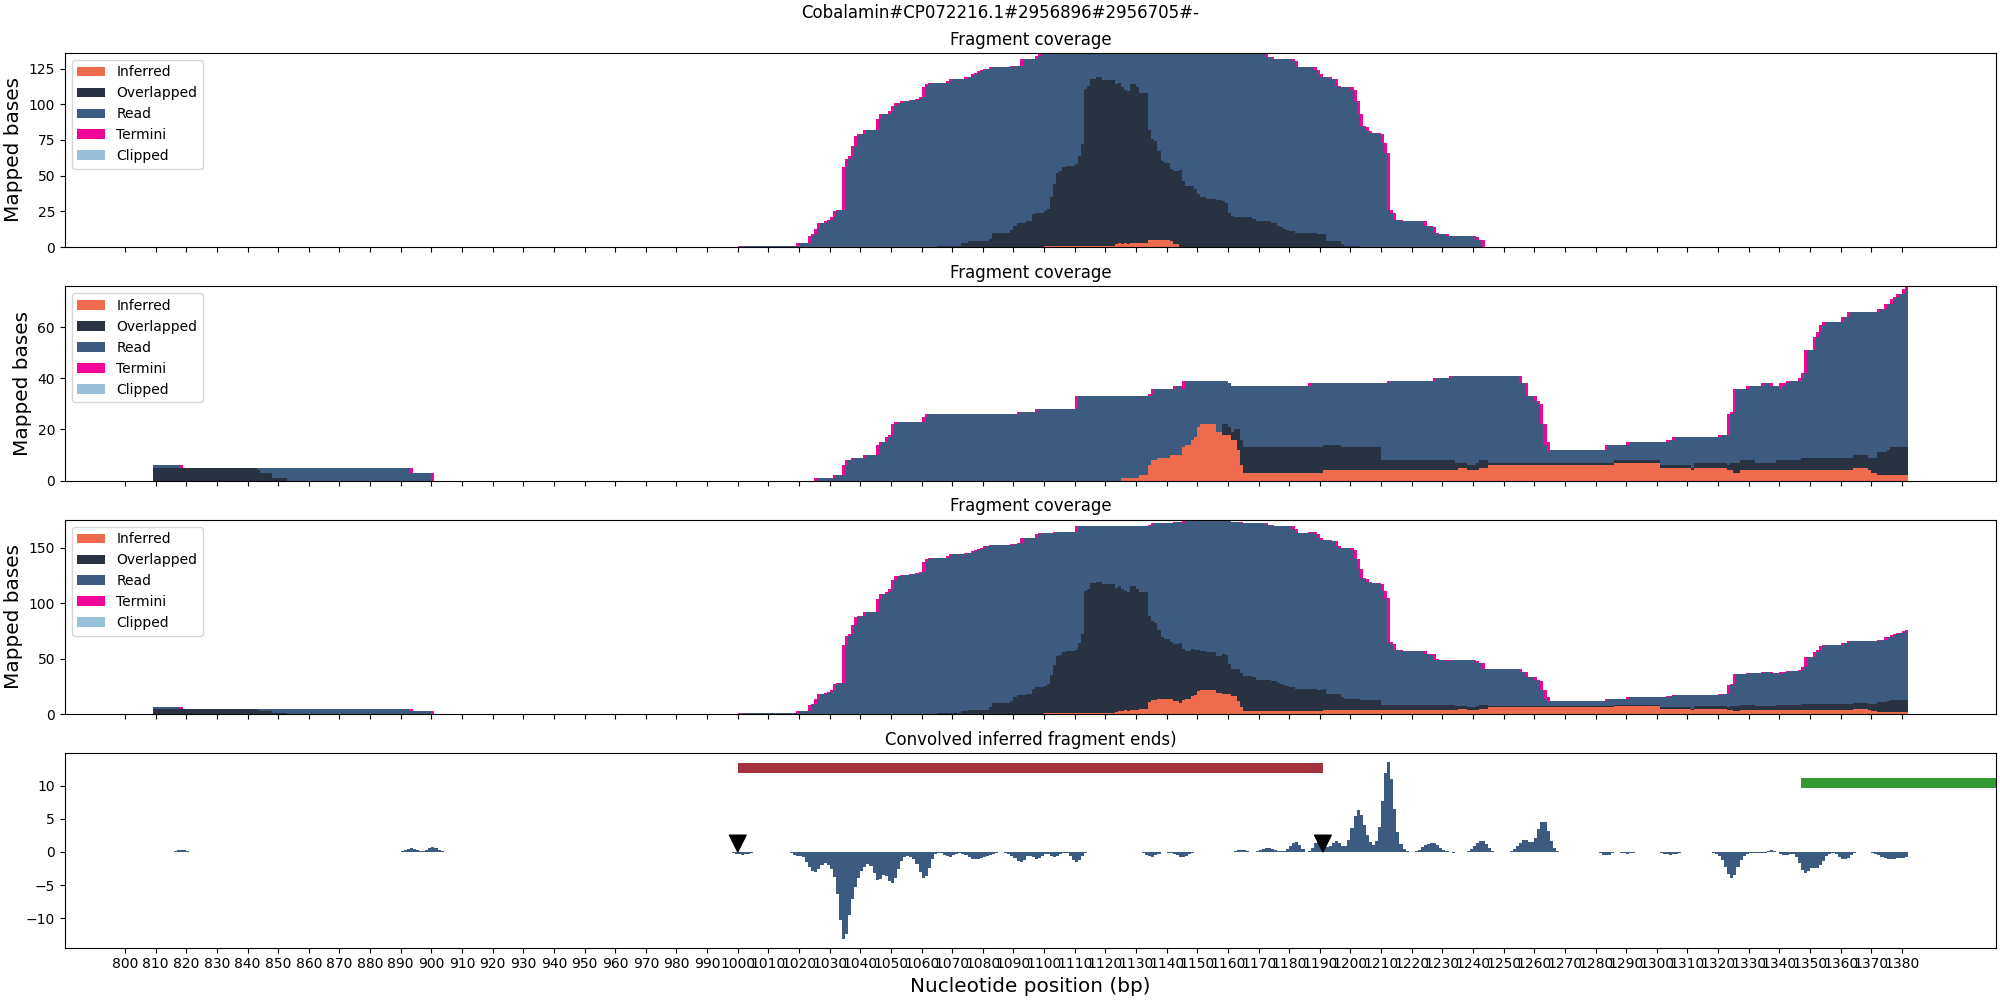 Cobalamin#CP072216.1#2956896#2956705#-
Fragment coverage
Mapped bases
125
100
75
50
25
0
Inferred
Overlapped
Read
Termini
Clipped
Fragment coverage
Mapped bases
60
40
20
0
Inferred
Overlapped
Read
Termini
Clipped
Fragment coverage
Mapped bases
150
100
50
0
Inferred
Overlapped
Read
Termini
Clipped
Convolved inferred fragment ends)
10
5
0
−5
−10
800 810 820 830 840 850 860 870 880 890 900 910 920 930 940 950 960 970 980 990 1000 1010 1020 1030 1040 1050 1060 1070 1080 1090 1100 1110 1120 1130 1140 1150 1160 1170 1180 1190 1200 1210 1220 1230 1240 1250 1260 1270 1280 1290 1300 1310 1320 1330 1340 1350 1360 1370 1380
Nucleotide position (bp)